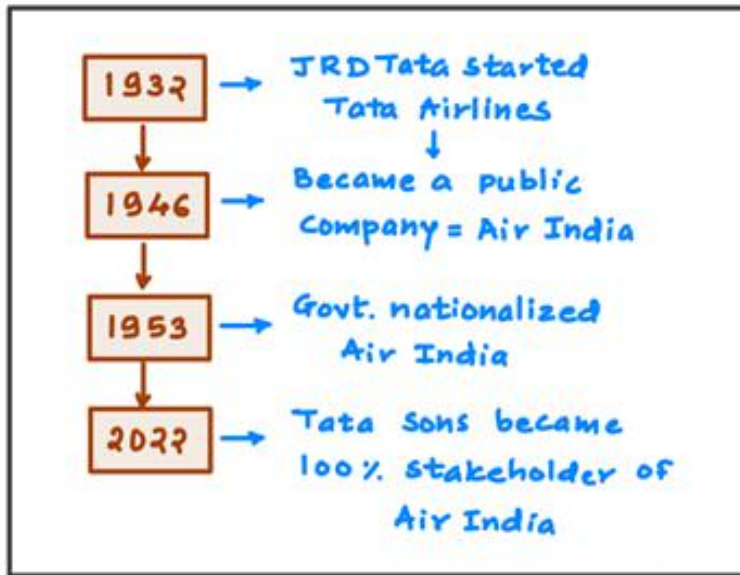 1932 → JRD Tata started
Tata Airlines
↓
1946 → Became a public
Company = Air India
1953 → Govt. nationalized
Air India
2022 → Tata Sons became
100% stakeholder of
Air India